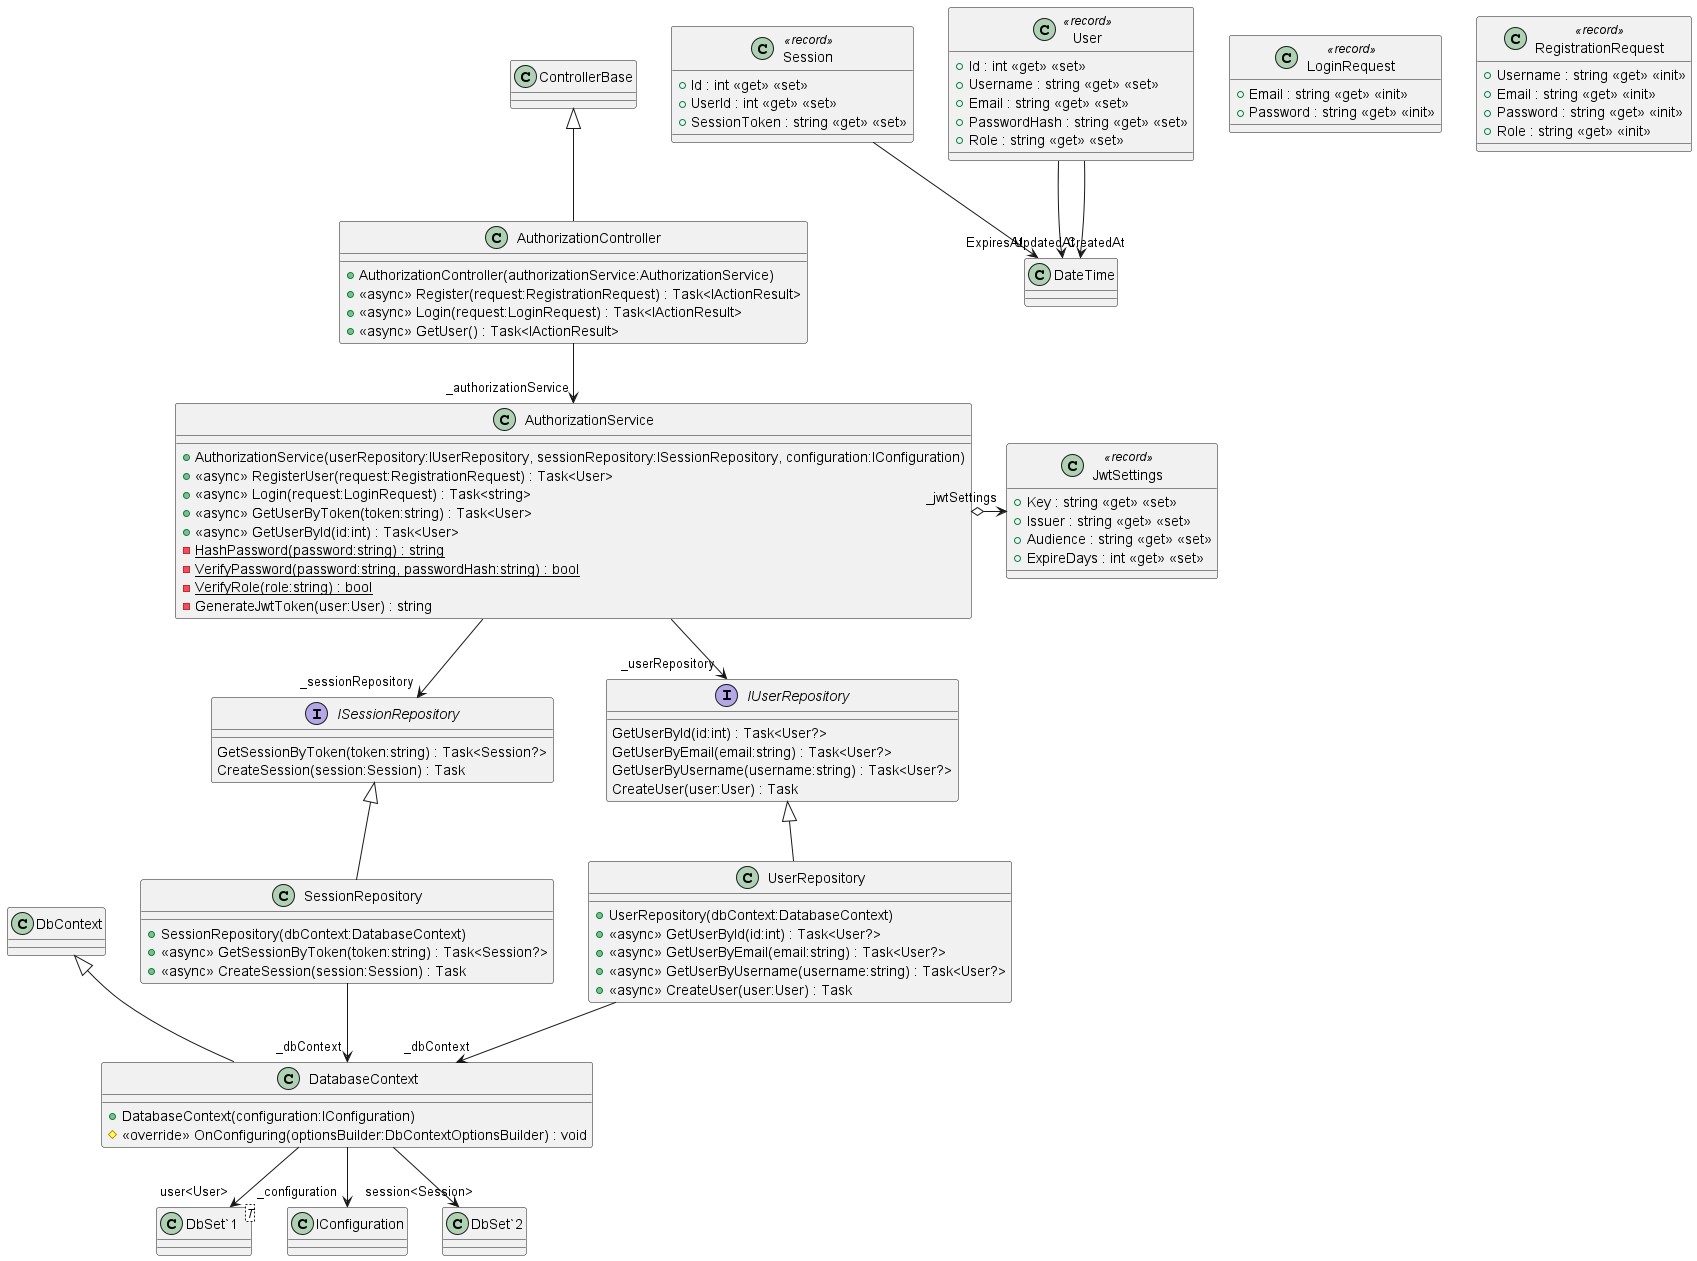 C ControllerBase
C «record»
Session
Id : int «get» «set»
UserId : int «get» «set»
SessionToken : string «get» «set»
C «record»
User
Id : int «get» «set»
Username : string «get» «set»
Email : string «get» «set»
PasswordHash : string «get» «set»
Role : string «get» «set»
C «record»
LoginRequest
Email : string «get» «init»
Password : string «get» «init»
C «record»
RegistrationRequest
Username : string «get» «init»
Email : string «get» «init»
Password : string «get» «init»
Role : string «get» «init»
C AuthorizationController
AuthorizationController(authorizationService:AuthorizationService)
«async» Register(request:RegistrationRequest) : Task<IActionResult>
«async» Login(request:LoginRequest) : Task<IActionResult>
«async» GetUser() : Task<IActionResult>
ExpiresAt
UpdatedAt
CreatedAt
C DateTime
_authorizationService
C AuthorizationService
AuthorizationService(userRepository:IUserRepository, sessionRepository:ISessionRepository, configuration:IConfiguration)
«async» RegisterUser(request:RegistrationRequest) : Task<User>
«async» Login(request:LoginRequest) : Task<string>
«async» GetUserByToken(token:string) : Task<User>
«async» GetUserById(id:int) : Task<User>
HashPassword(password:string) : string
VerifyPassword(password:string, passwordHash:string) : bool
VerifyRole(role:string) : bool
GenerateJwtToken(user:User) : string
_jwtSettings
C «record»
JwtSettings
Key : string «get» «set»
Issuer : string «get» «set»
Audience : string «get» «set»
ExpireDays : int «get» «set»
_sessionRepository
_userRepository
I ISessionRepository
GetSessionByToken(token:string) : Task<Session?>
CreateSession(session:Session) : Task
I IUserRepository
GetUserById(id:int) : Task<User?>
GetUserByEmail(email:string) : Task<User?>
GetUserByUsername(username:string) : Task<User?>
CreateUser(user:User) : Task
C DbContext
C SessionRepository
SessionRepository(dbContext:DatabaseContext)
«async» GetSessionByToken(token:string) : Task<Session?>
«async» CreateSession(session:Session) : Task
C UserRepository
UserRepository(dbContext:DatabaseContext)
«async» GetUserById(id:int) : Task<User?>
«async» GetUserByEmail(email:string) : Task<User?>
«async» GetUserByUsername(username:string) : Task<User?>
«async» CreateUser(user:User) : Task
_dbContext
_dbContext
C DatabaseContext
DatabaseContext(configuration:IConfiguration)
«override» OnConfiguring(optionsBuilder:DbContextOptionsBuilder) : void
user<User>
_configuration
session<Session>
C DbSet`1
T
C IConfiguration
C DbSet`2